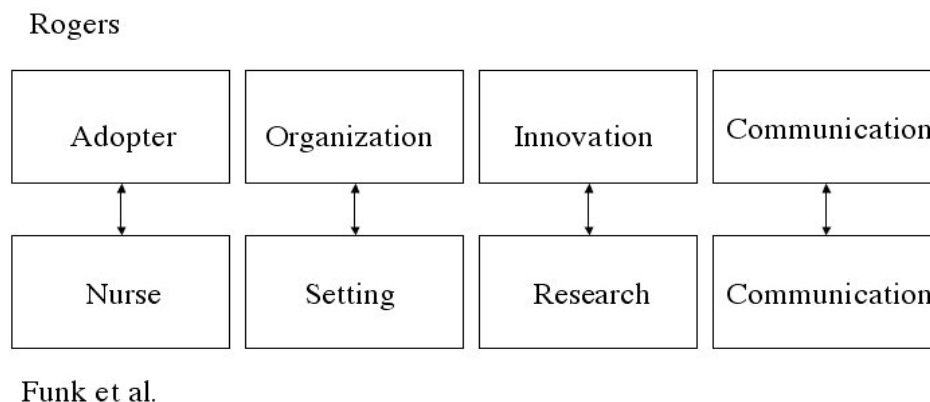 Rogers
Adopter Organization Innovation Communication
Nurse Setting Research Communication
Funk et al.